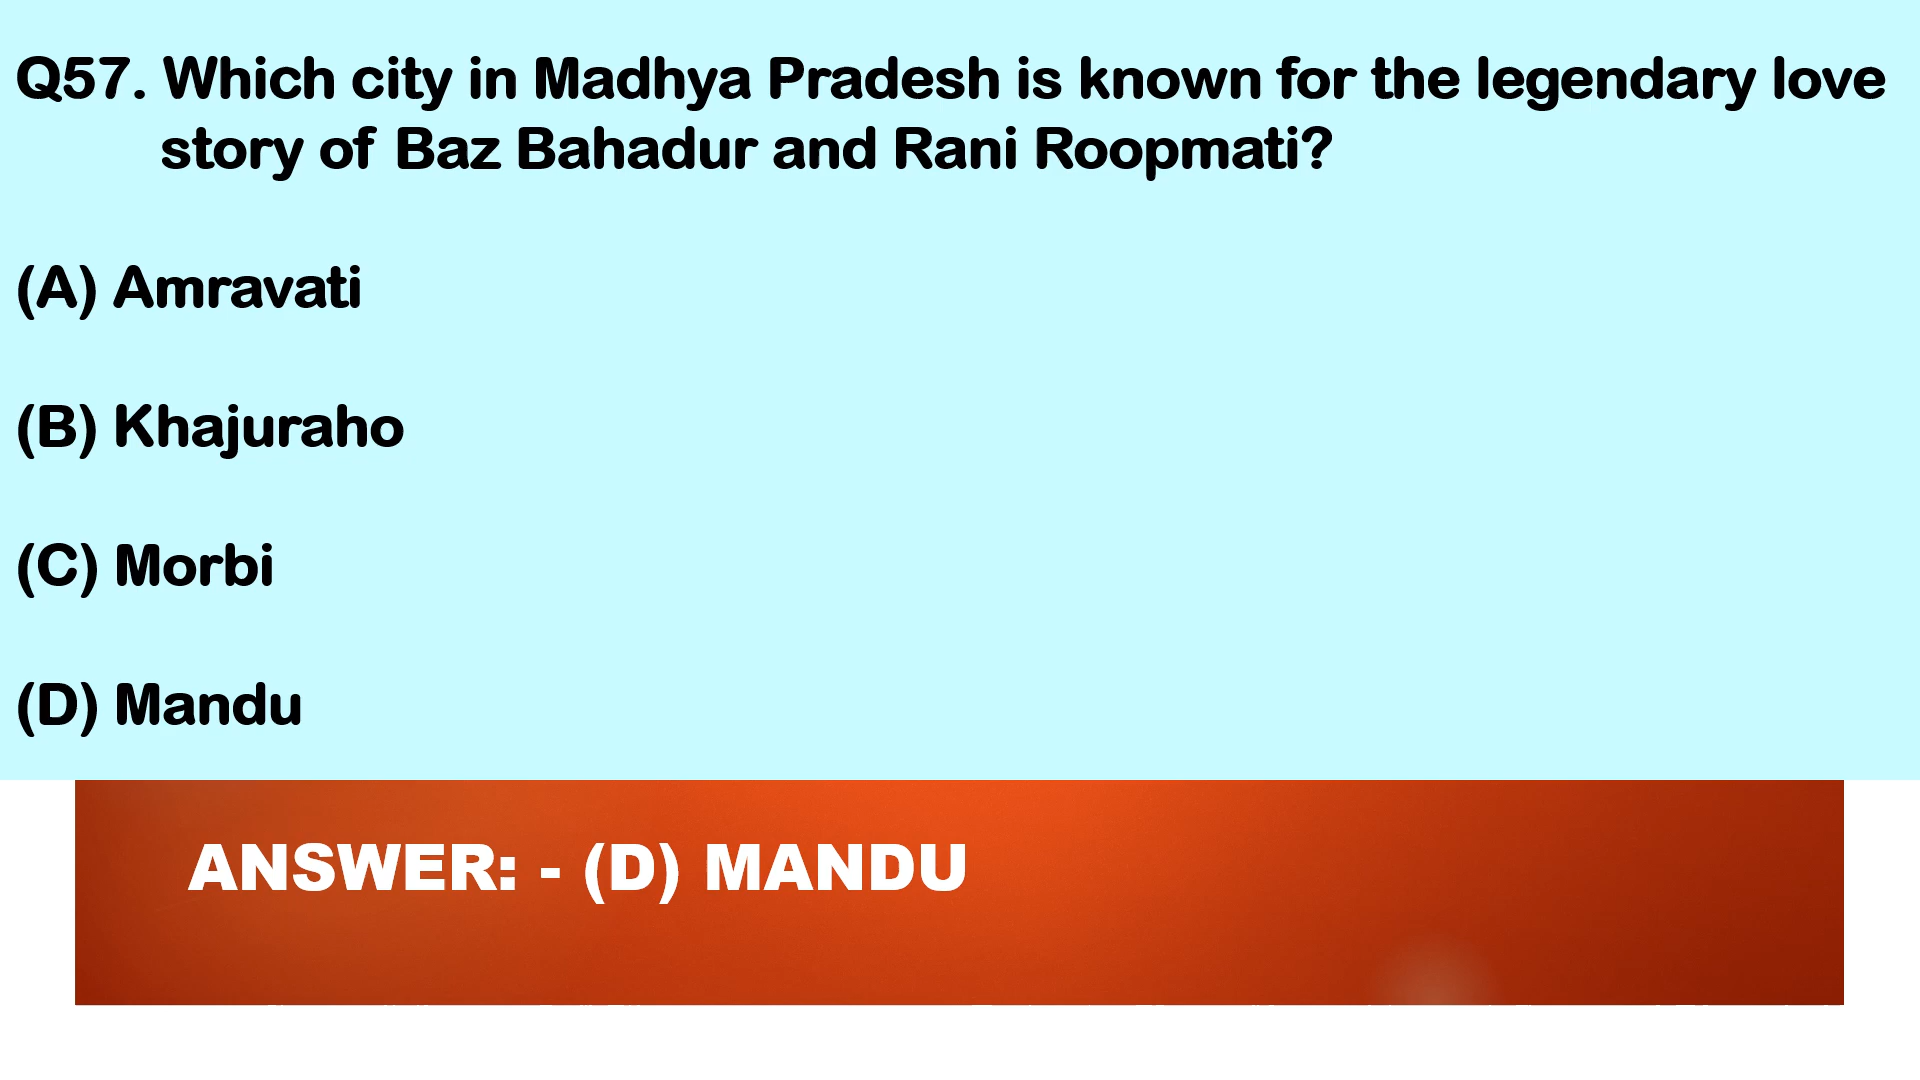 Q57. Which city in Madhya Pradesh is known for the legendary love
story of Baz Bahadur and Rani Roopmati?
(A) Amravati
(B) Khajuraho
(C) Morbi
(D) Mandu
ANSWER: - (D) MANDU